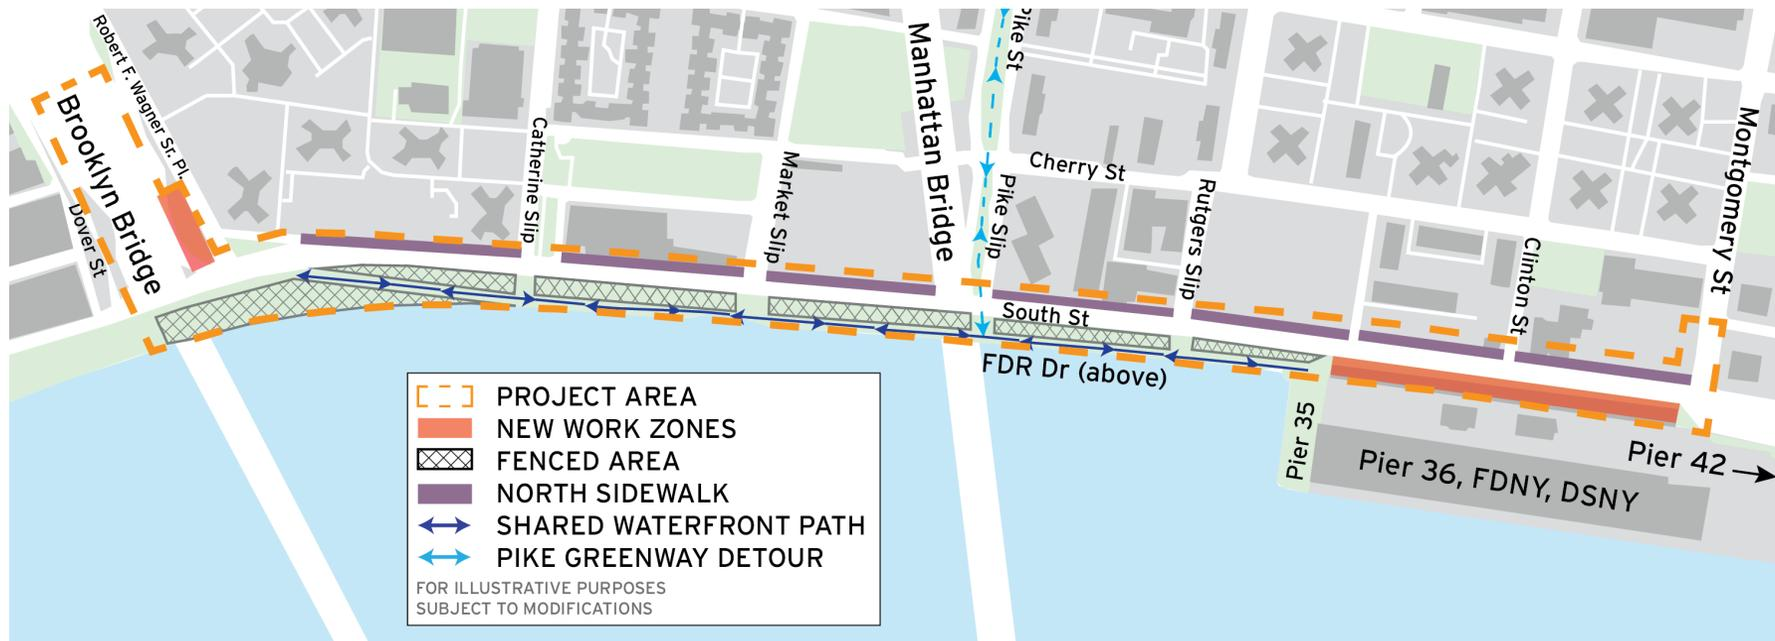 Robert F. Wagner Sr. Pl.
Brooklyn Bridge
Dover St
Catherine Slip
Market Slip
Manhattan Bridge
Pike St
Cherry St
Pike Slip
Rutgers Slip
Clinton St
Montgomery St
South St
FDR Dr (above)
Pier 35
Pier 36, FDNY, DSNY
Pier 42
PROJECT AREA
NEW WORK ZONES
FENCED AREA
NORTH SIDEWALK
SHARED WATERFRONT PATH
PIKE GREENWAY DETOUR
FOR ILLUSTRATIVE PURPOSES
SUBJECT TO MODIFICATIONS